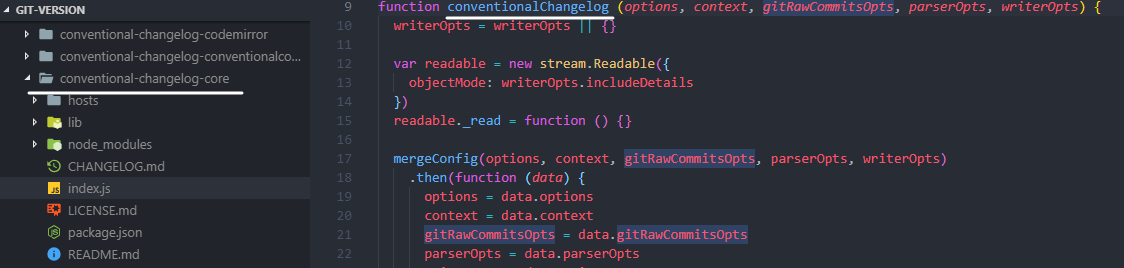 GIT-VERSION
conventional-changelog-codemirror
conventional-changelog-conventionalco...
conventional-changelog-core
hosts
lib
node_modules
CHANGELOG.md
JS index.js
LICENSE.md
package.json
README.md
9 function conventionalChangelog (options, context, gitRawCommitsOpts, parserOpts, writerOpts) {
10 writerOpts = writerOpts || {}
11
12 var readable = new stream.Readable({
13 objectMode: writerOpts.includeDetails
14 })
15 readable._read = function () {}
16
17 mergeConfig(options, context, gitRawCommitsOpts, parserOpts, writerOpts)
18 .then(function (data) {
19 options = data.options
20 context = data.context
21 gitRawCommitsOpts = data.gitRawCommitsOpts
22 parserOpts = data.parserOpts